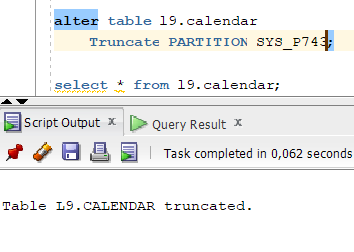 alter table l9.calendar
Truncate PARTITION SYS_P743;
select * from l9.calendar;
Script Output x
Query Result x
Task completed in 0,062 seconds
Table L9.CALENDAR truncated.